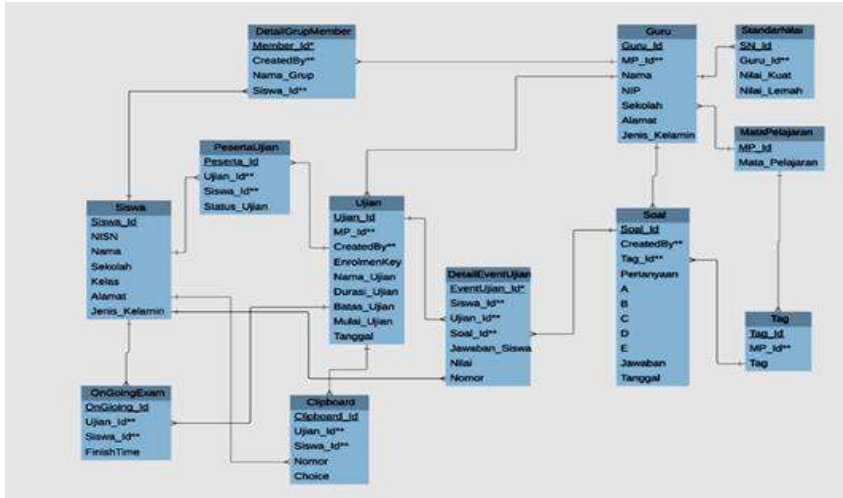 DetailGrupMember
Member_Id*
CreatedBy**
Nama_Grup
Siswa_Id**
Guru
Guru_Id
MP_Id**
Nama
NIP
Sekolah
Alamat
Jenis_Kelamin
StandarNilai
SN_Id
Guru_Id**
Nilai_Kuat
Nilai_Lemah
MataPelajaran
MP_Id
Mata_Pelajaran
PesertaUjian
Peserta_Id
Ujian_Id**
Siswa_Id**
Status_Ujian
Siswa
Siswa_Id
NISN
Nama
Sekolah
Kelas
Alamat
Jenis_Kelamin
Ujian
Ujian_Id
MP_Id**
CreatedBy**
EnrolmenKey
Nama_Ujian
Durasi_Ujian
Batas_Ujian
Mulai_Ujian
Tanggal
DetailEventUjian
EventUjian_Id*
Siswa_Id**
Ujian_Id**
Soal_Id**
Jawaban_Siswa
Nilai
Nomor
Soal
Soal_Id
CreatedBy**
Tag_Id**
Pertanyaan
A
B
C
D
E
Jawaban
Tanggal
Tag
Tag_Id
MP_Id**
Tag
OnGoingExam
OnGioing_Id
Ujian_Id**
Siswa_Id**
FinishTime
Clipboard
Clipboard_Id
Ujian_Id**
Siswa_Id**
Nomor
Choice